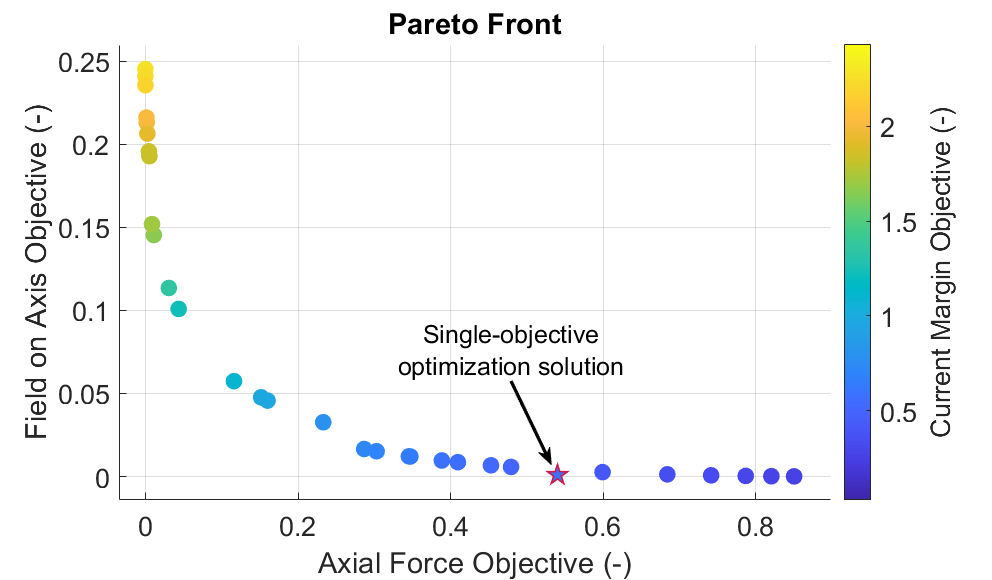 Pareto Front
Field on Axis Objective (-)
0.25
0.2
0.15
0.1
0.05
0
Single-objective
optimization solution
0
0.2
0.4
0.6
0.8
Axial Force Objective (-)
2
1.5
1
0.5
Current Margin Objective (-)